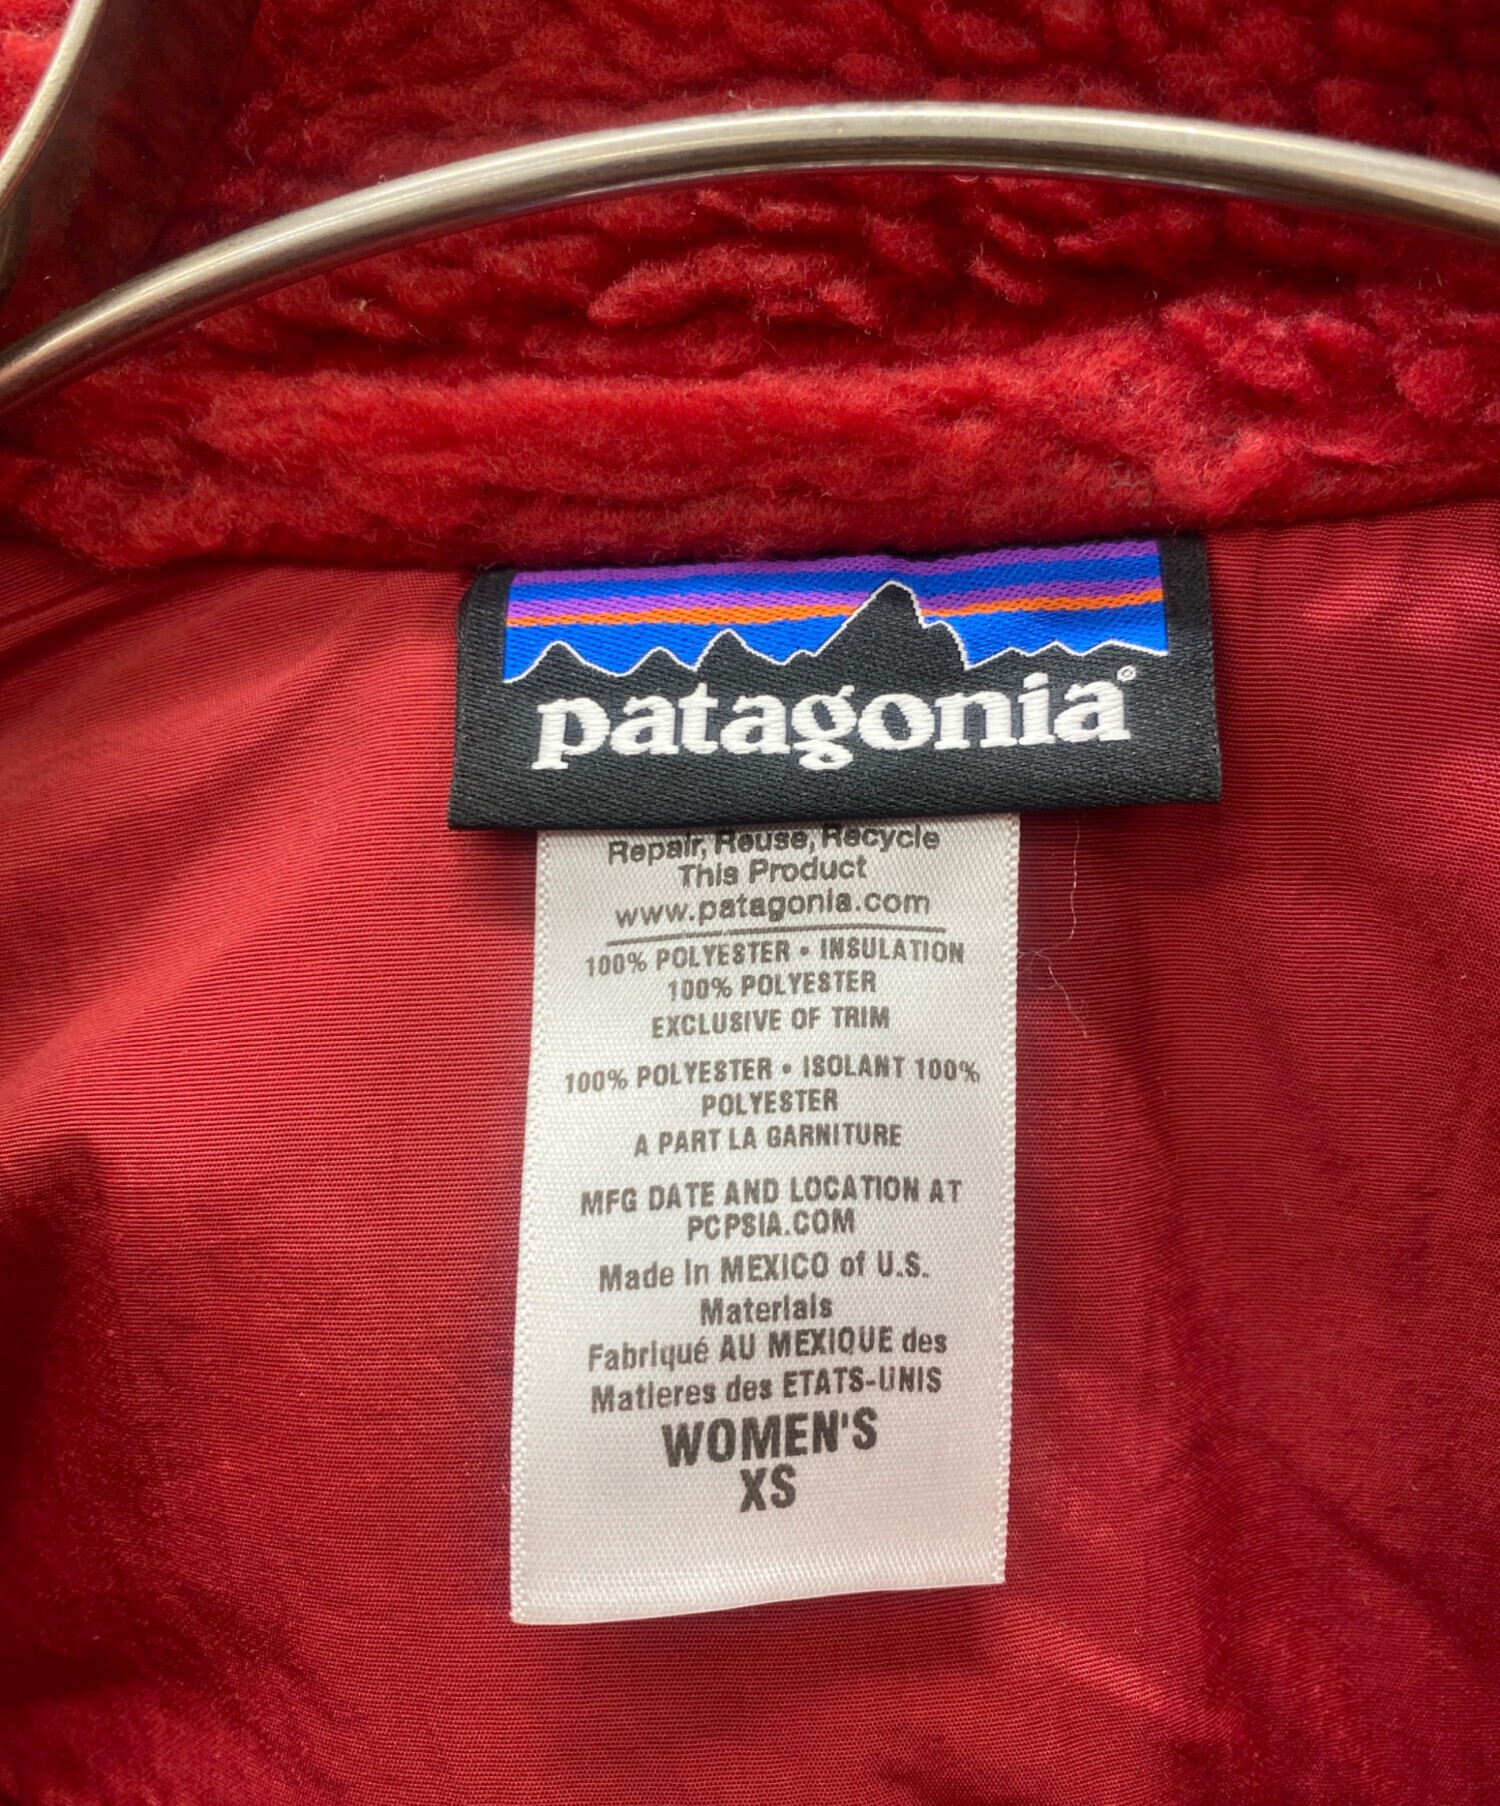 patagonia®
Repair, Reuse, Recycle
This Product
www.patagonia.com
100% POLYESTER • INSULATION
100% POLYESTER
EXCLUSIVE OF TRIM
100% POLYESTER • ISOLANT 100%
POLYESTER
A PART LA GARNITURE
MFG DATE AND LOCATION AT
PCPSIA.COM
Made In MEXICO of U.S.
Materials
Fabriqué AU MEXIQUE des
Matieres des ETATS-UNIS
WOMEN'S
XS